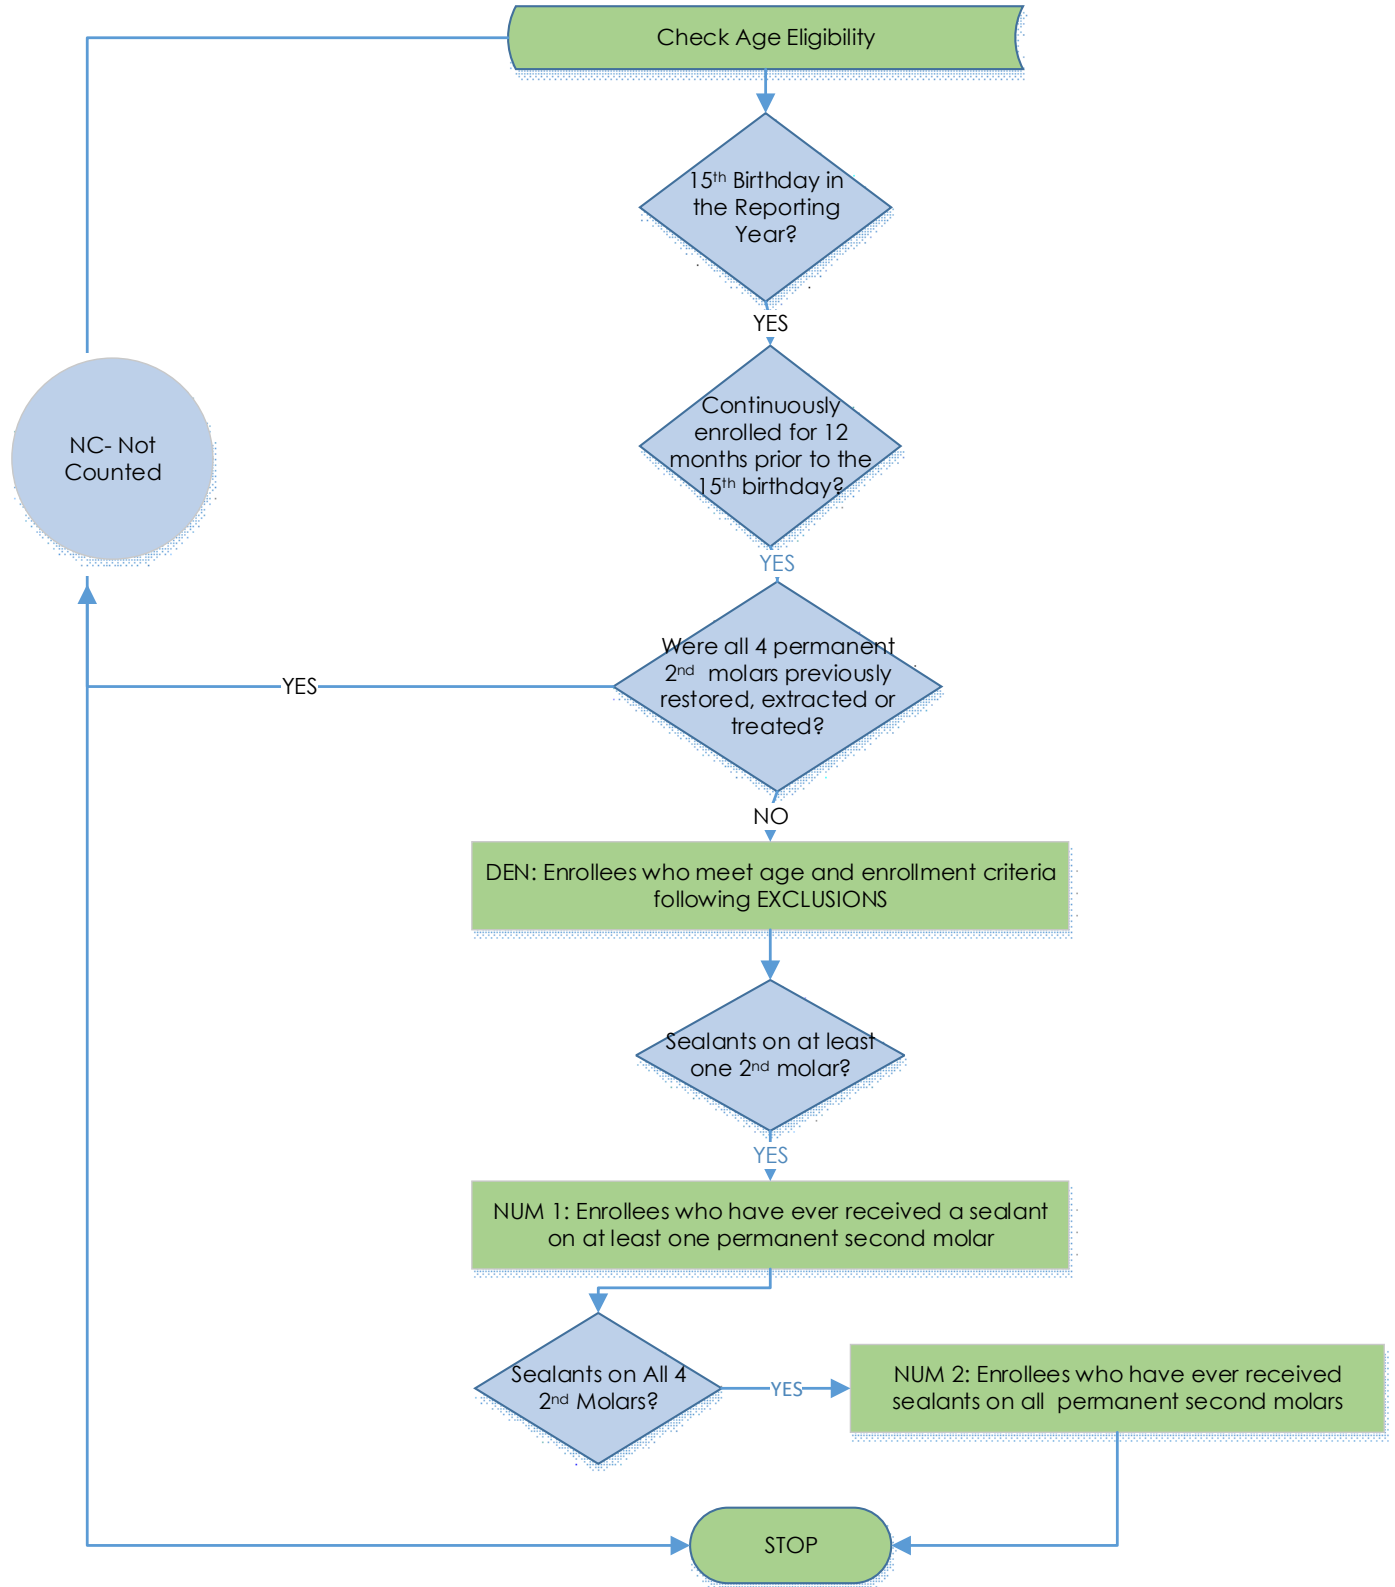 Check Age Eligibility
15th Birthday in
the Reporting
Year?
YES
Continuously
enrolled for 12
months prior to the
15th birthday?
NC- Not
Counted
YES
Were all 4 permanent
2nd molars previously
restored, extracted or
treated?
YES
NO
DEN: Enrollees who meet age and enrollment criteria
following EXCLUSIONS
Sealants on at least
one 2nd molar?
YES
NUM 1: Enrollees who have ever received a sealant
on at least one permanent second molar
Sealants on All 4
2nd Molars?
YES
NUM 2: Enrollees who have ever received
sealants on all permanent second molars
STOP